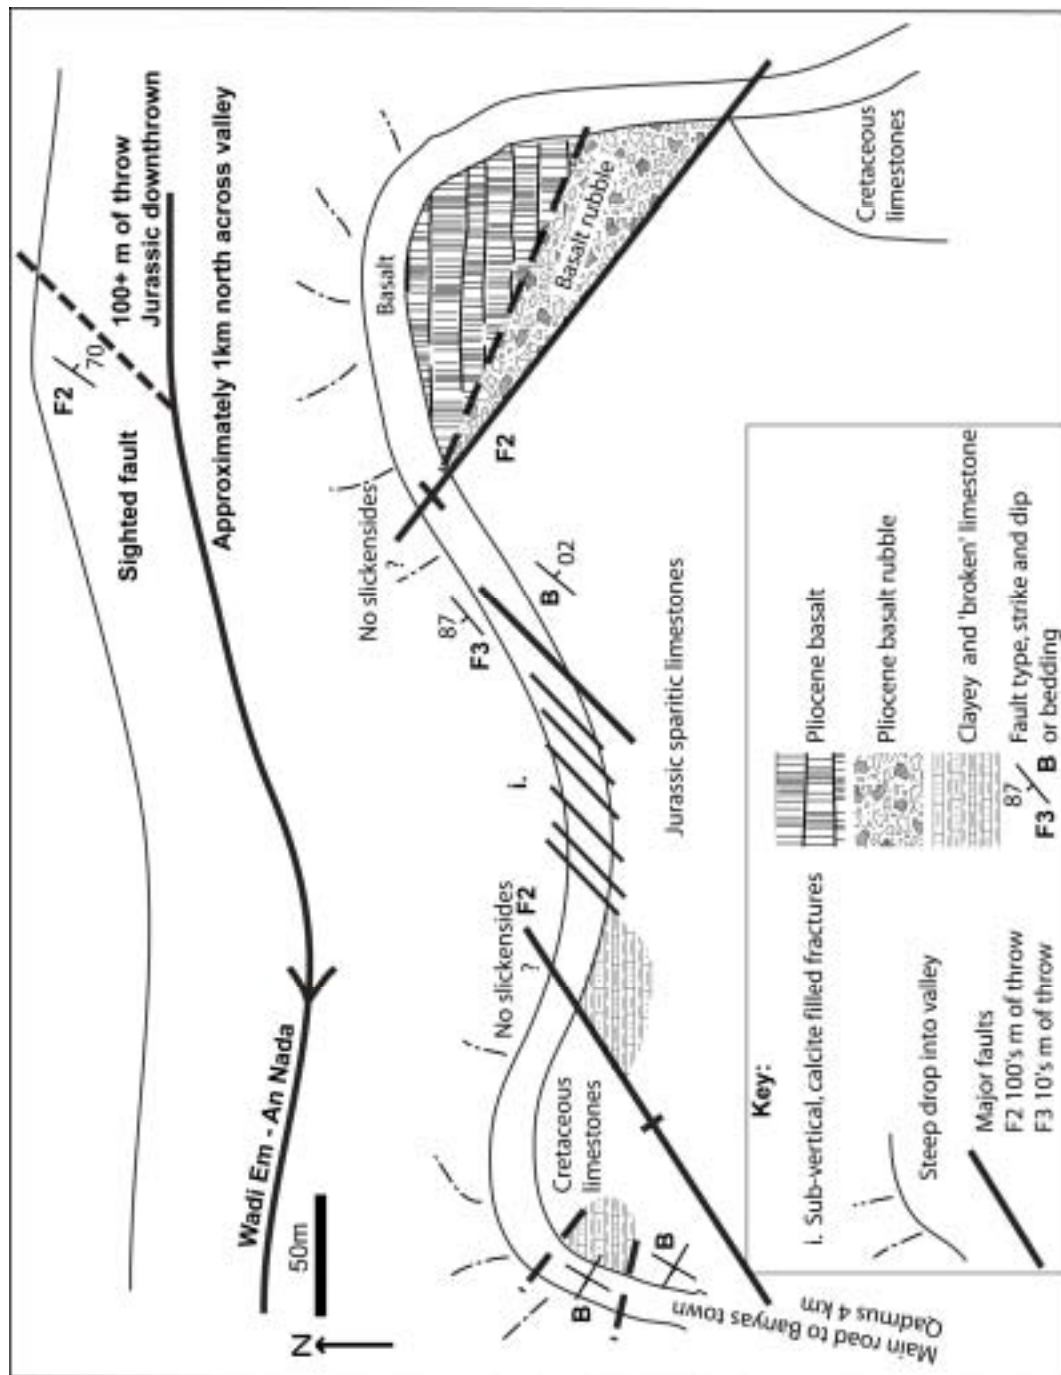 100+ m of throw
Jurassic downthrown
F2
70
Sighted fault
Approximately 1km north across valley
Wadi Em - An Nada
50m
N
Basalt
Basalt rubble
F2
Cretaceous
limestones
No slickensides
?
87
F3
B
02
i.
Jurassic sparitic limestones
No slickensides
?
F2
Cretaceous
limestones
B
B
Main road to Banyas town
Qadmus 4 km
Key:
i. Sub-vertical, calcite filled fractures
Steep drop into valley
Major faults
F2 100's m of throw
F3 10's m of throw
Pliocene basalt
Pliocene basalt rubble
Clayey and 'broken' limestone
87
F3
B
Fault type, strike and dip
or bedding